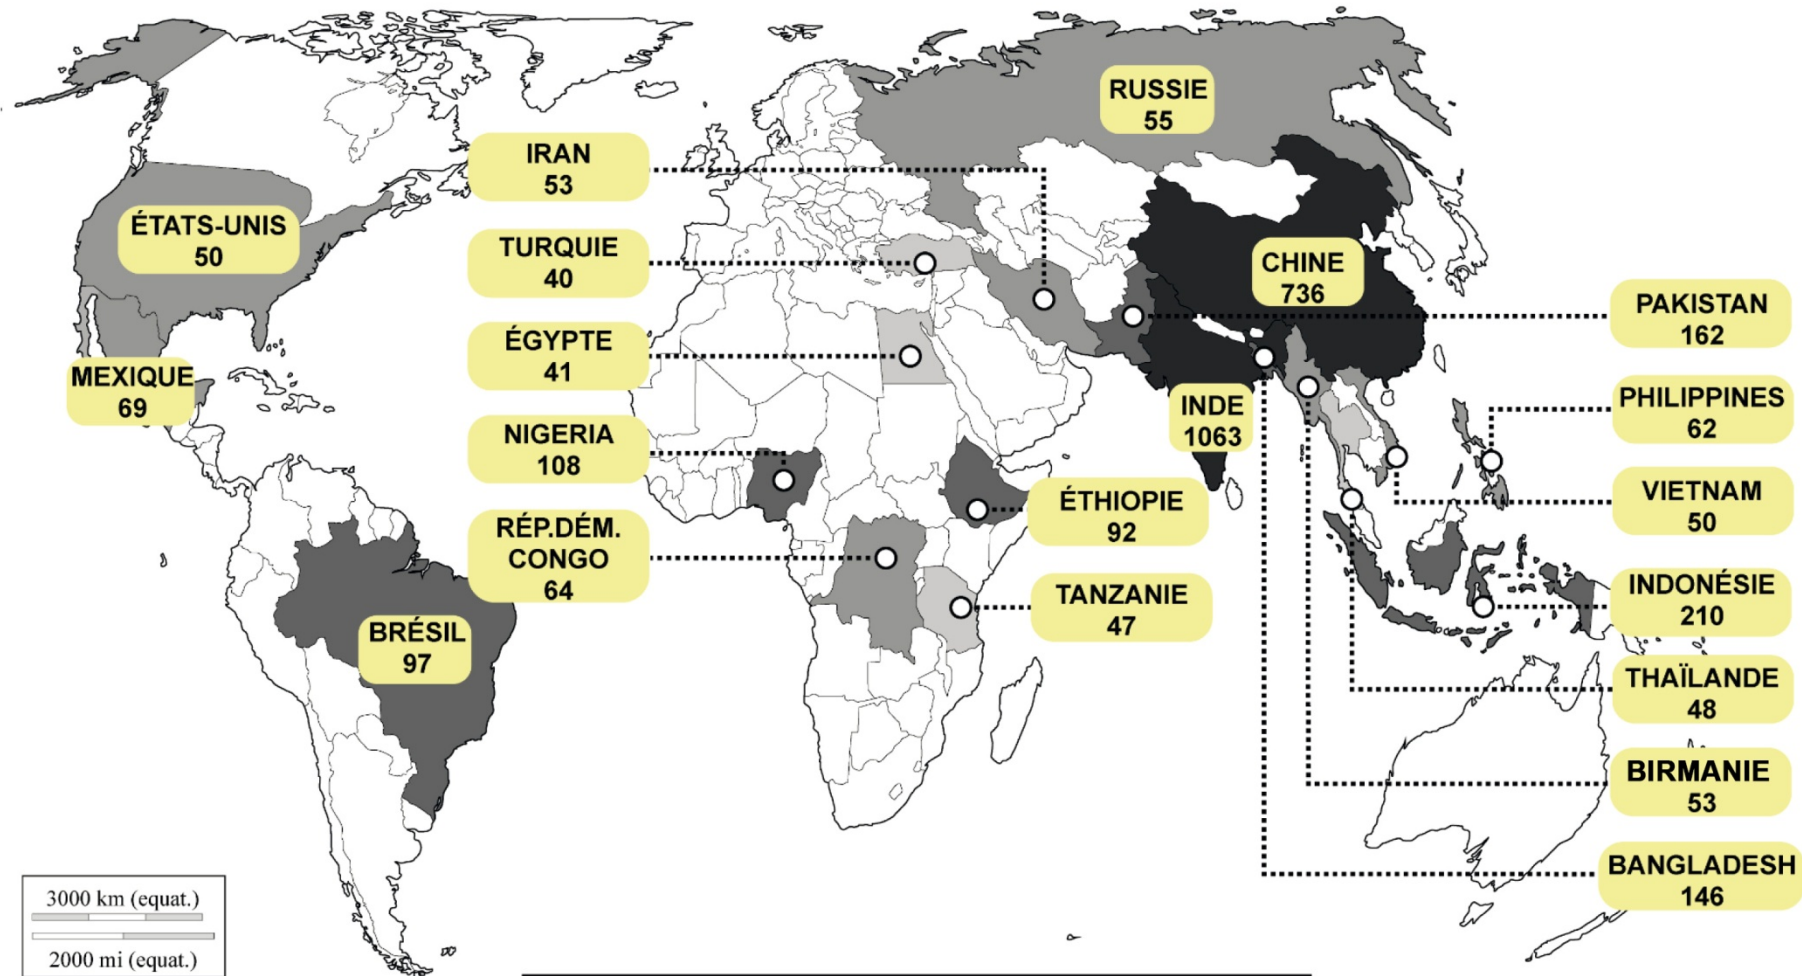 RUSSIE
55
IRAN
53
ÉTATS-UNIS
50
TURQUIE
40
CHINE
736
PAKISTAN
162
ÉGYPTE
41
MEXIQUE
69
PHILIPPINES
62
INDE
1063
NIGERIA
108
VIETNAM
50
ÉTHIOPIE
92
RÉP.DÉM.
CONGO
64
INDONÉSIE
210
TANZANIE
47
BRÉSIL
97
THAÏLANDE
48
BIRMANIE
53
BANGLADESH
146
3000 km (equat.)
2000 mi (equat.)